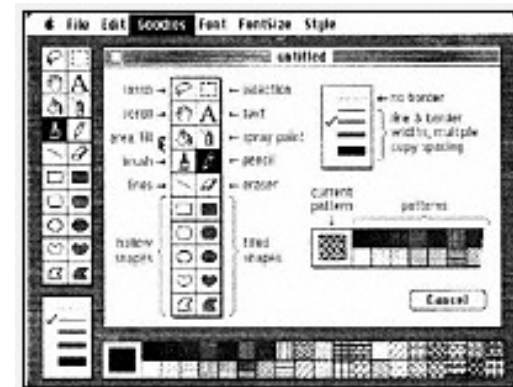 File Edit Goodies Font FontSize Style
untitled
lasso
selection
scroll
text
area fill
spray paint
brush
pencil
lines
eraser
hollow
shapes
filled
shapes
no border
line & border
widths, multiple
copy spacing
current
pattern
patterns
Cancel
A
A